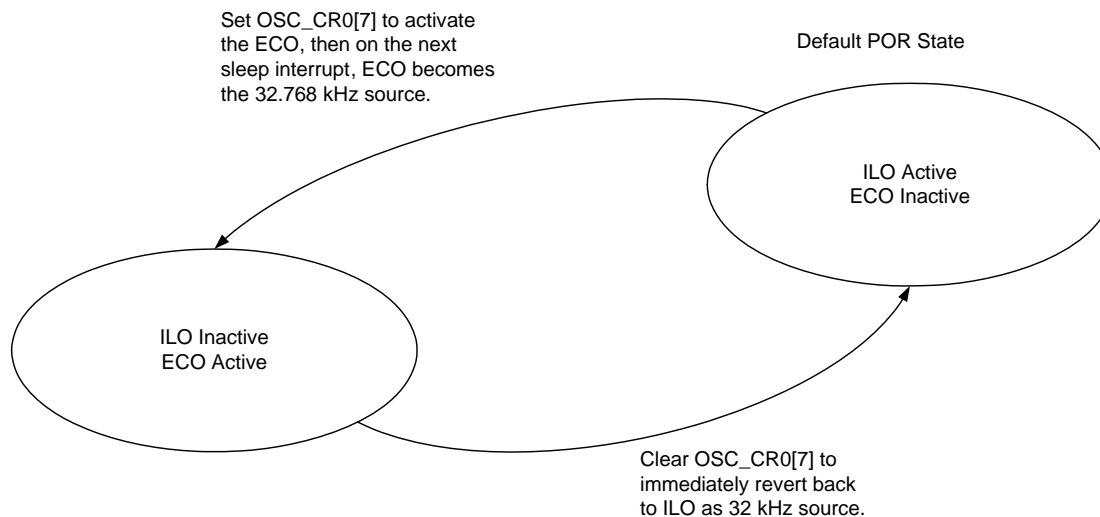 Set OSC_CR0[7] to activate
the ECO, then on the next
sleep interrupt, ECO becomes
the 32.768 kHz source.
Default POR State
ILO Active
ECO Inactive
ILO Inactive
ECO Active
Clear OSC_CR0[7] to
immediately revert back
to ILO as 32 kHz source.